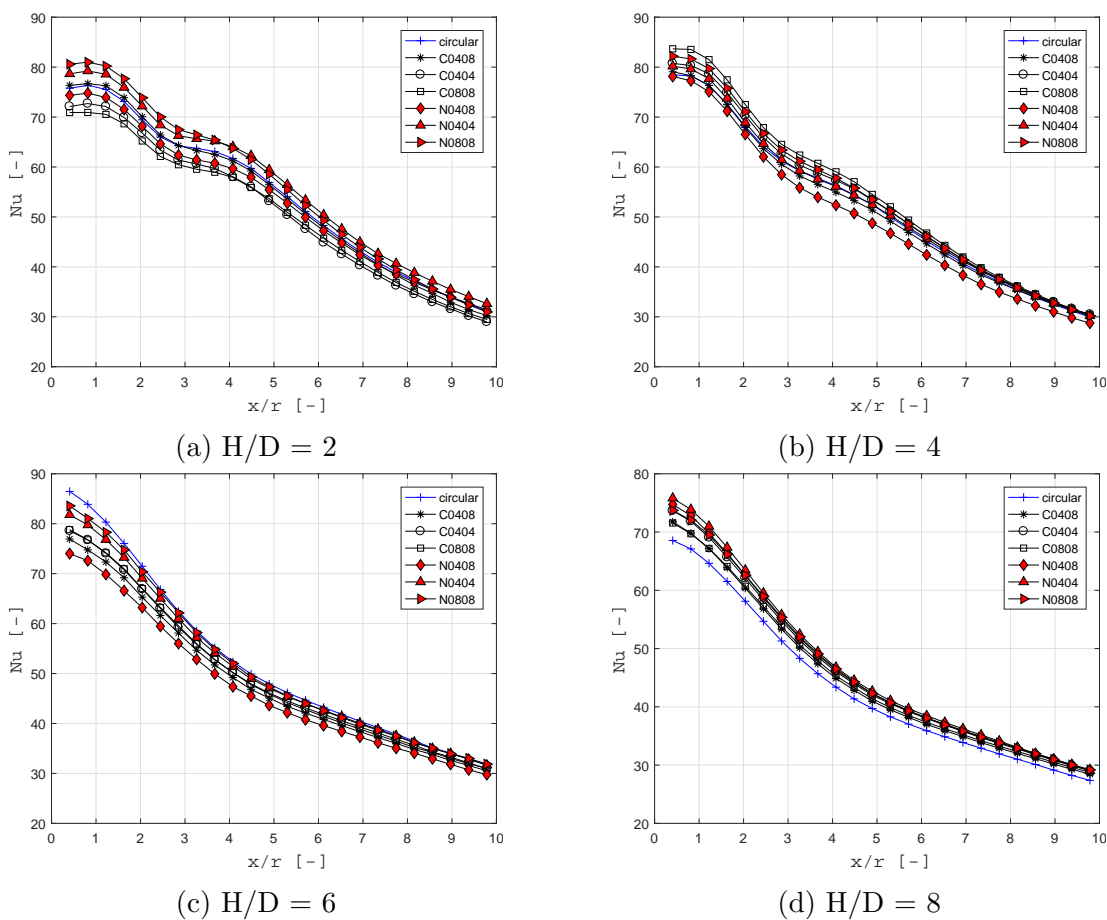 90
80
70
60
50
40
30
20
Nu [-]
0 1 2 3 4 5 6 7 8 9 10
x/r [-]
circular
C0408
C0404
C0808
N0408
N0404
N0808
(a) H/D = 2
90
80
70
60
50
40
30
20
Nu [-]
0 1 2 3 4 5 6 7 8 9 10
x/r [-]
circular
C0408
C0404
C0808
N0408
N0404
N0808
(b) H/D = 4
90
80
70
60
50
40
30
20
Nu [-]
0 1 2 3 4 5 6 7 8 9 10
x/r [-]
circular
C0408
C0404
C0808
N0408
N0404
N0808
(c) H/D = 6
80
70
60
50
40
30
20
Nu [-]
0 1 2 3 4 5 6 7 8 9 10
x/r [-]
circular
C0408
C0404
C0808
N0408
N0404
N0808
(d) H/D = 8